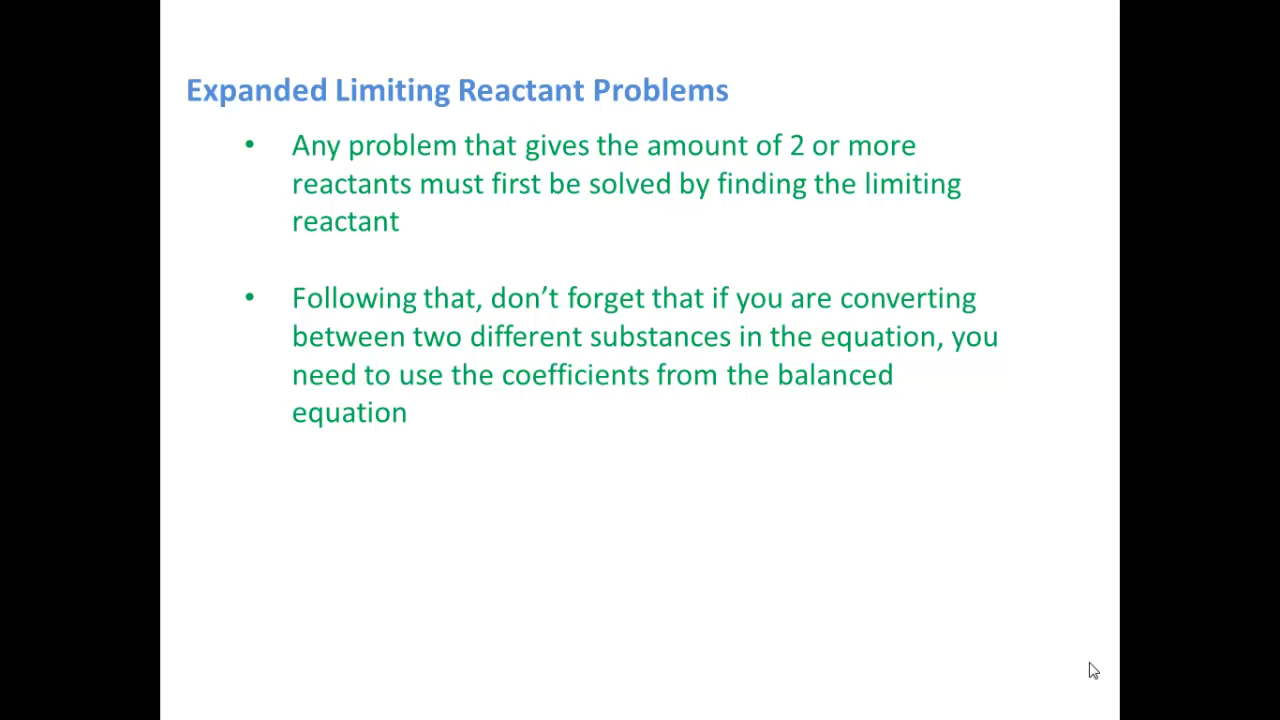 Expanded Limiting Reactant Problems
• Any problem that gives the amount of 2 or more
reactants must first be solved by finding the limiting
reactant
• Following that, don’t forget that if you are converting
between two different substances in the equation, you
need to use the coefficients from the balanced
equation